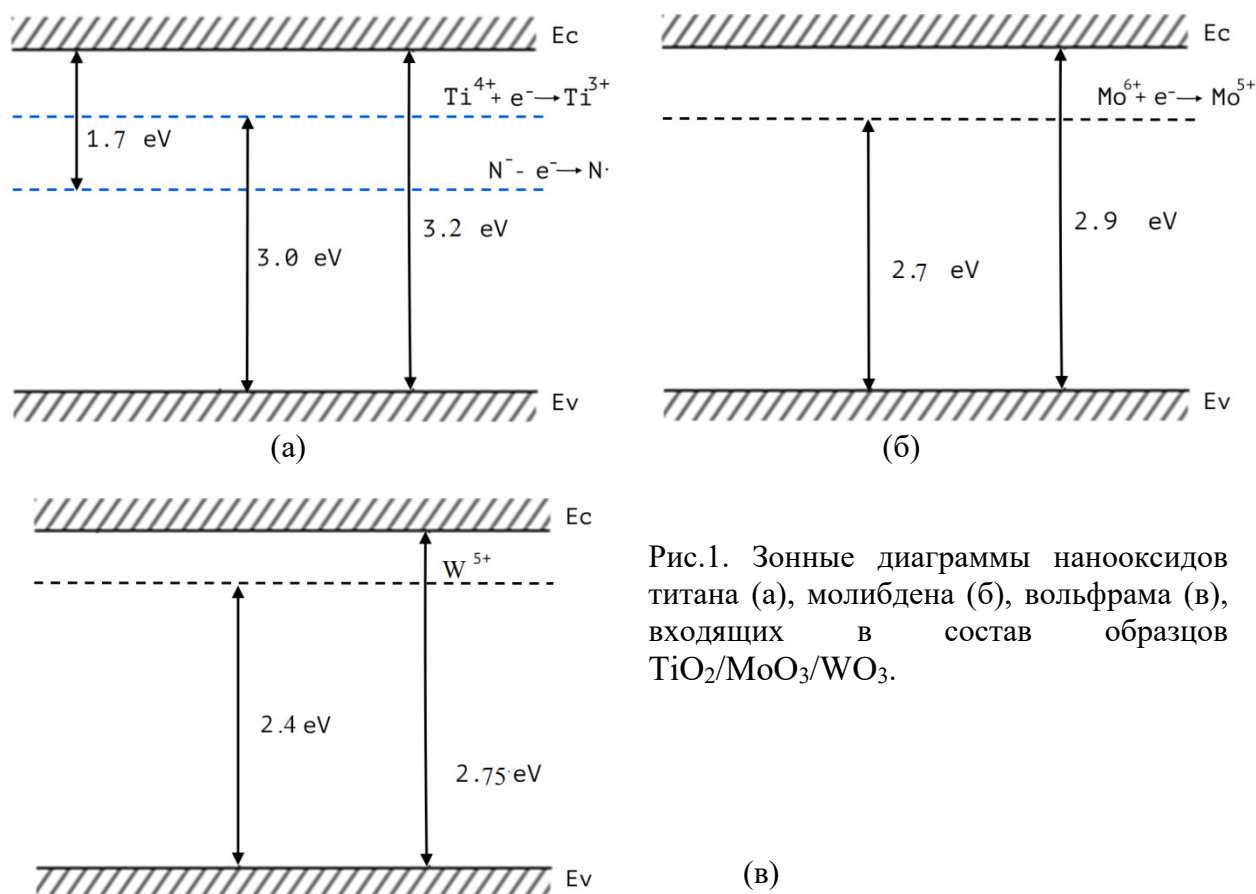 Ec
Ti⁴⁺+ e⁻→Ti³⁺
1.7 eV
N⁻- e⁻→N·
3.2 eV
3.0 eV
Ev
(а)
Ec
Mo⁶⁺+ e⁻→ Mo⁵⁺
2.9 eV
2.7 eV
Ev
(б)
Ec
W ⁵⁺
2.4 eV
2.75 eV
Ev
(в)
Рис.1. Зонные диаграммы нанооксидов
титана (а), молибдена (б), вольфрама (в),
входящих в состав образцов
TiO₂/MoO₃/WO₃.